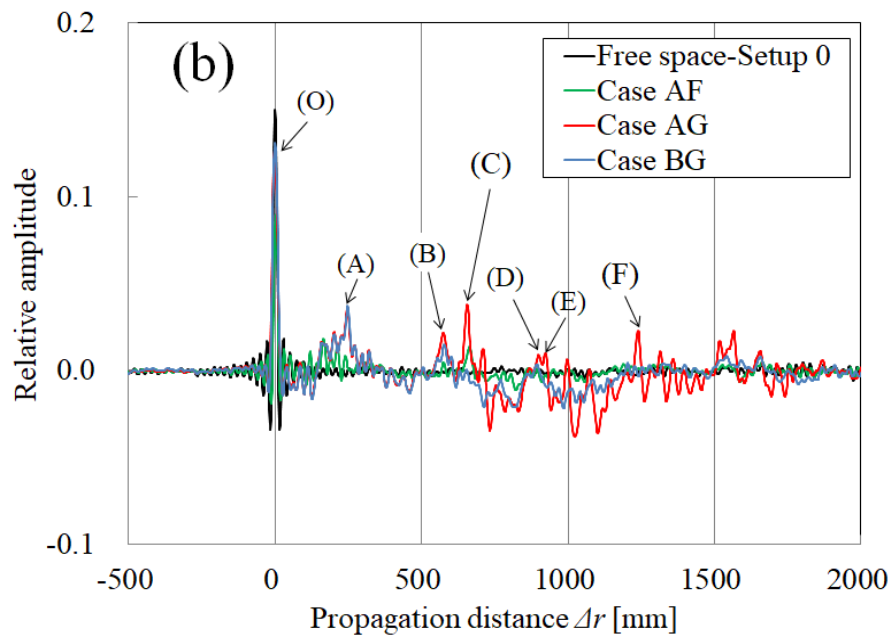 (b)
Free space-Setup 0
Case AF
Case AG
Case BG
(O)
(A)
(B)
(C)
(D)
(E)
(F)
Relative amplitude
0.2
0.1
0.0
-0.1
-500
0
500
1000
1500
2000
Propagation distance Δr [mm]